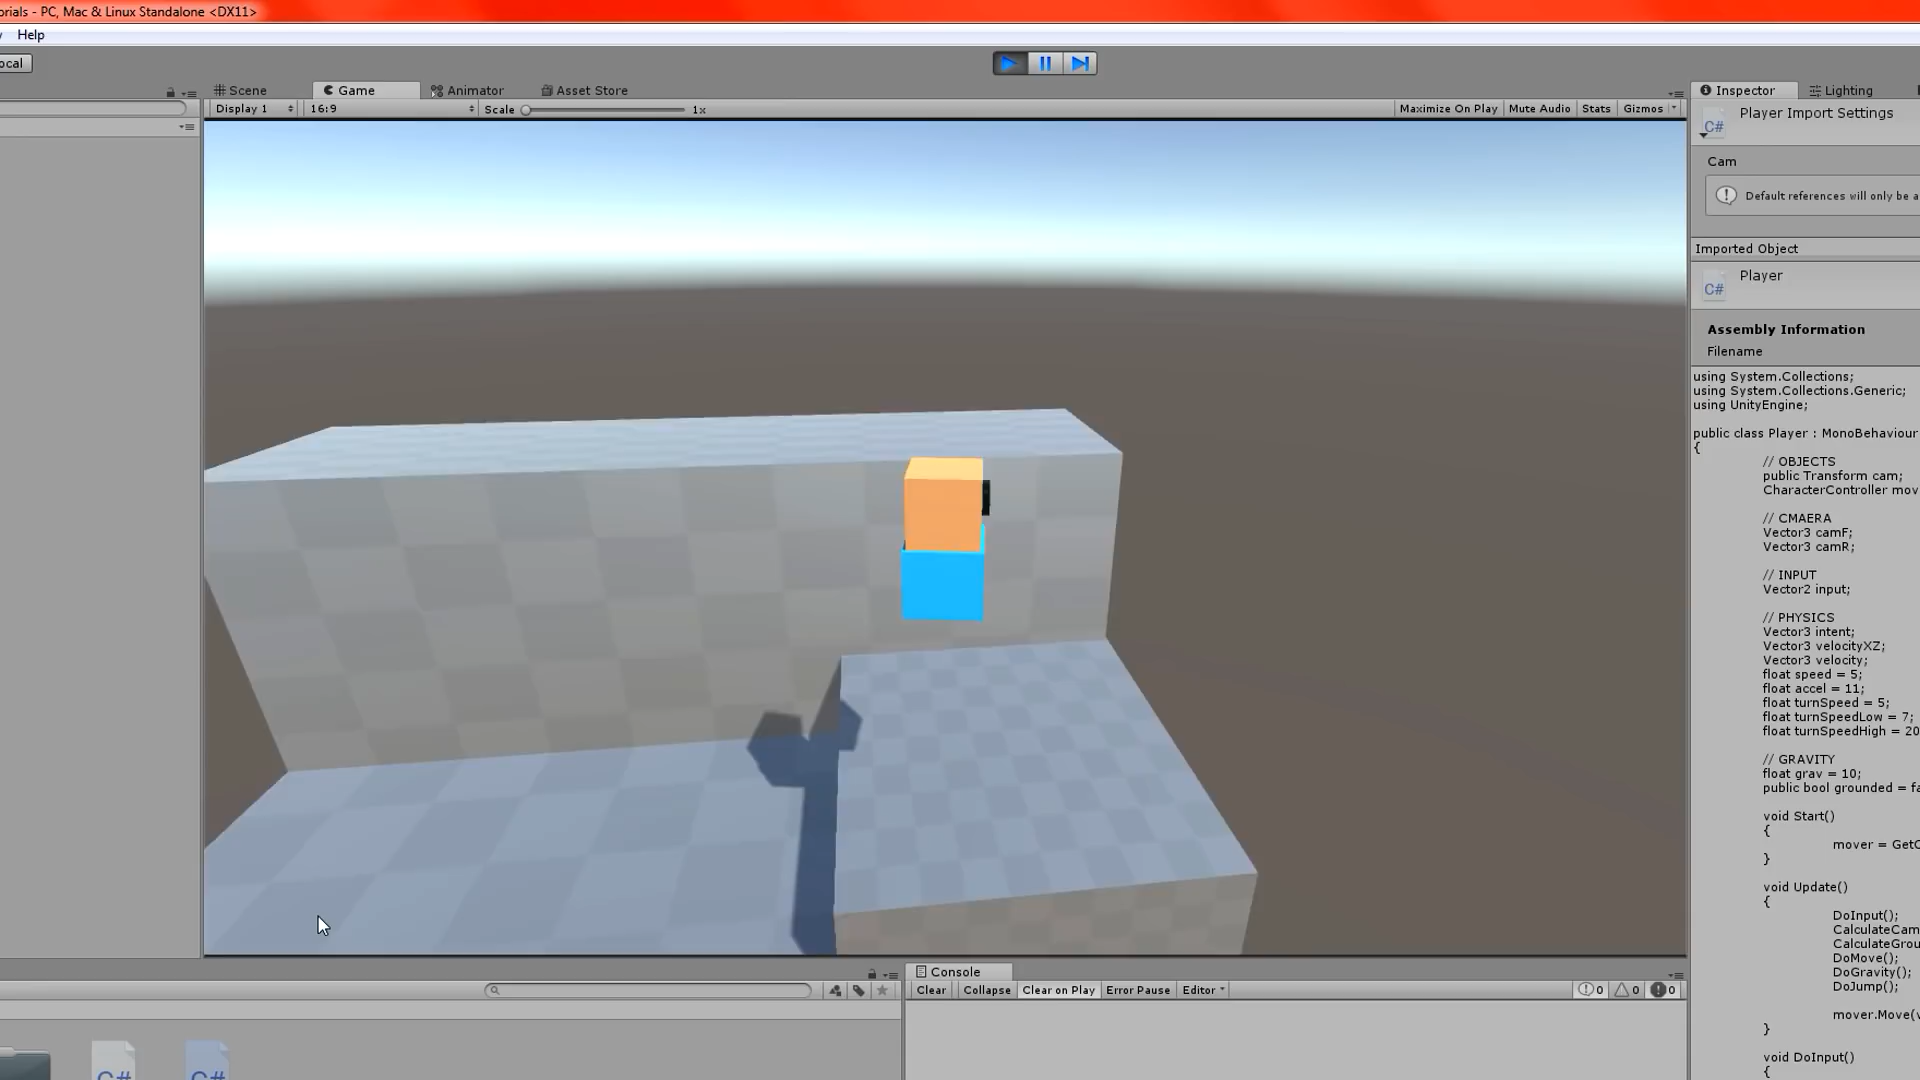 orials - PC, Mac & Linux Standalone <DX11>
Help
ocal
Scene
Game
Animator
Asset Store
Display 1
16:9
Scale
1x
Maximize On Play
Mute Audio
Stats
Gizmos
Inspector
Lighting
C#
Player Import Settings
Cam
Default references will only be a
Imported Object
C#
Player
Assembly Information
Filename
using System.Collections;
using System.Collections.Generic;
using UnityEngine;
public class Player : MonoBehaviour
{
// OBJECTS
public Transform cam;
CharacterController mov
// CMAERA
Vector3 camF;
Vector3 camR;
// INPUT
Vector2 input;
// PHYSICS
Vector3 intent;
Vector3 velocityXZ;
Vector3 velocity;
float speed = 5;
float accel = 11;
float turnSpeed = 5;
float turnSpeedLow = 7;
float turnSpeedHigh = 20
// GRAVITY
float grav = 10;
public bool grounded = fa
void Start()
{
mover = GetC
}
void Update()
{
DoInput();
CalculateCam
CalculateGrou
DoMove();
DoGravity();
DoJump();
mover.Move(v
}
void DoInput()
{
Console
Clear
Collapse
Clear on Play
Error Pause
Editor
0
0
0
C#
C#